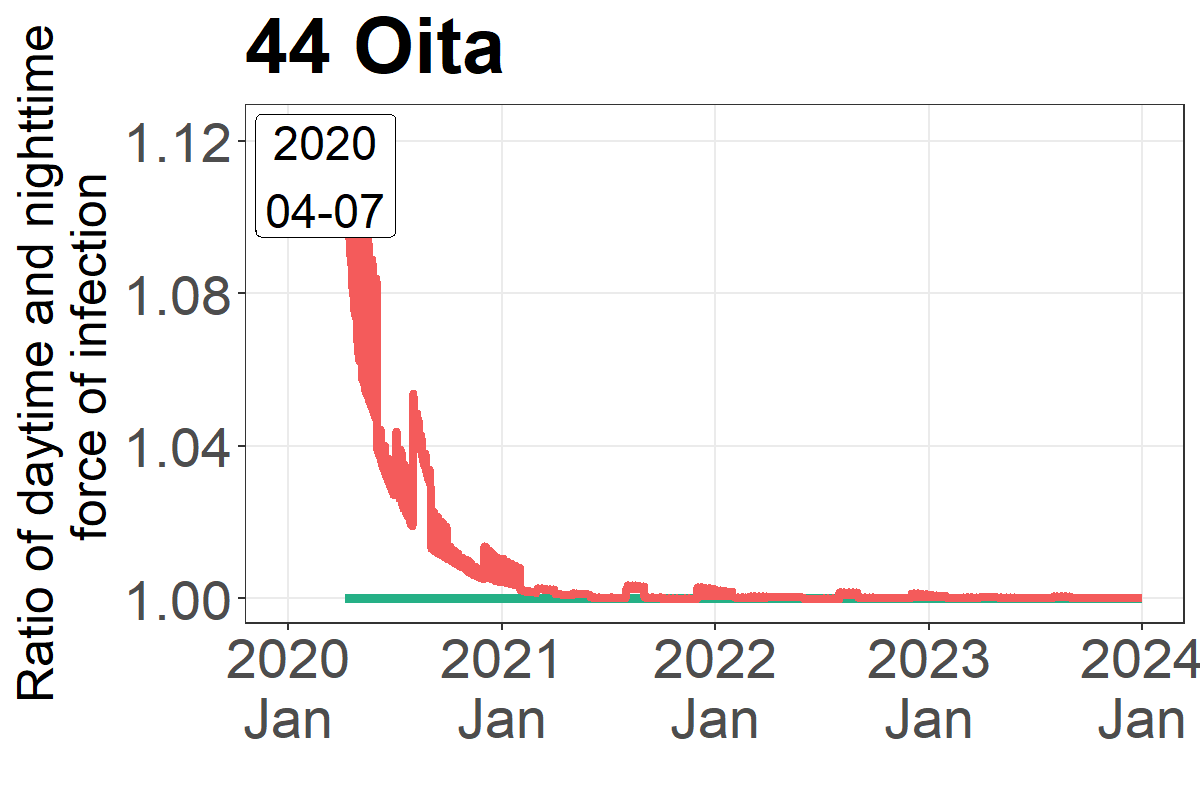 44 Oita
Ratio of daytime and nighttime
force of infection
1.12
1.08
1.04
1.00
2020
04-07
2020
Jan
2021
Jan
2022
Jan
2023
Jan
2024
Jan